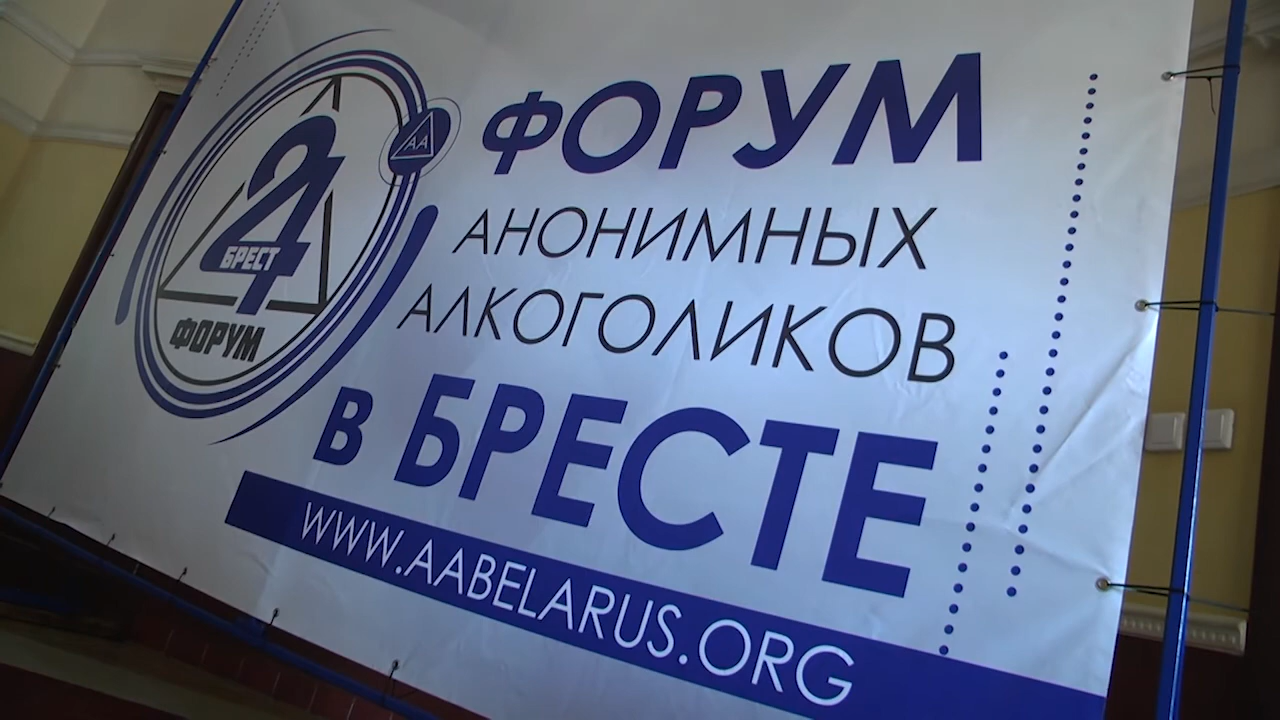 24
БРЕСТ
ФОРУМ
АА
ФОРУМ
АНОНИМНЫХ
АЛКОГОЛИКОВ
В БРЕСТЕ
WWW.AABELARUS.ORG